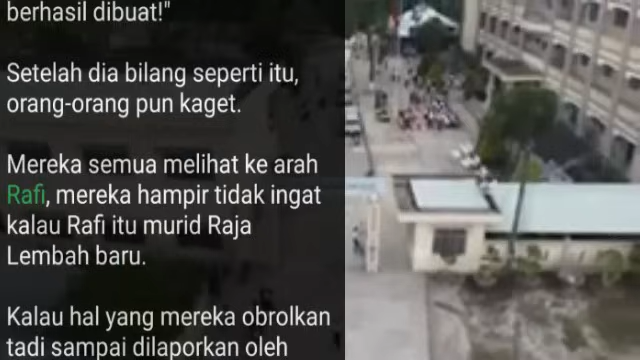 berhasil dibuat!"
Setelah dia bilang seperti itu,
orang-orang pun kaget.
Mereka semua melihat ke arah
Rafi, mereka hampir tidak ingat
kalau Rafi itu murid Raja
Lembah baru.
Kalau hal yang mereka obrolkan
tadi sampai dilaporkan oleh